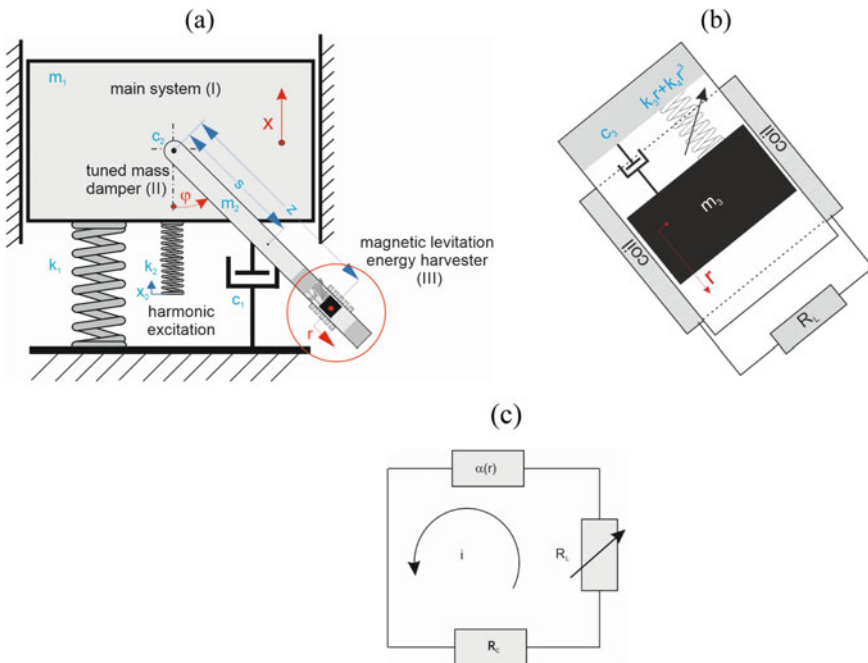 (a)
m₁
main system (I)
x
c₂
tuned mass
damper (II)
φ
m₂
s
z
magnetic levitation
energy harvester
(III)
k₁
k₂
x₀
harmonic
excitation
c₁
r
(b)
k₃r+k₄r³
c₃
coil
m₃
coil
r
R_L
(c)
α(r)
i
R_L
R_c